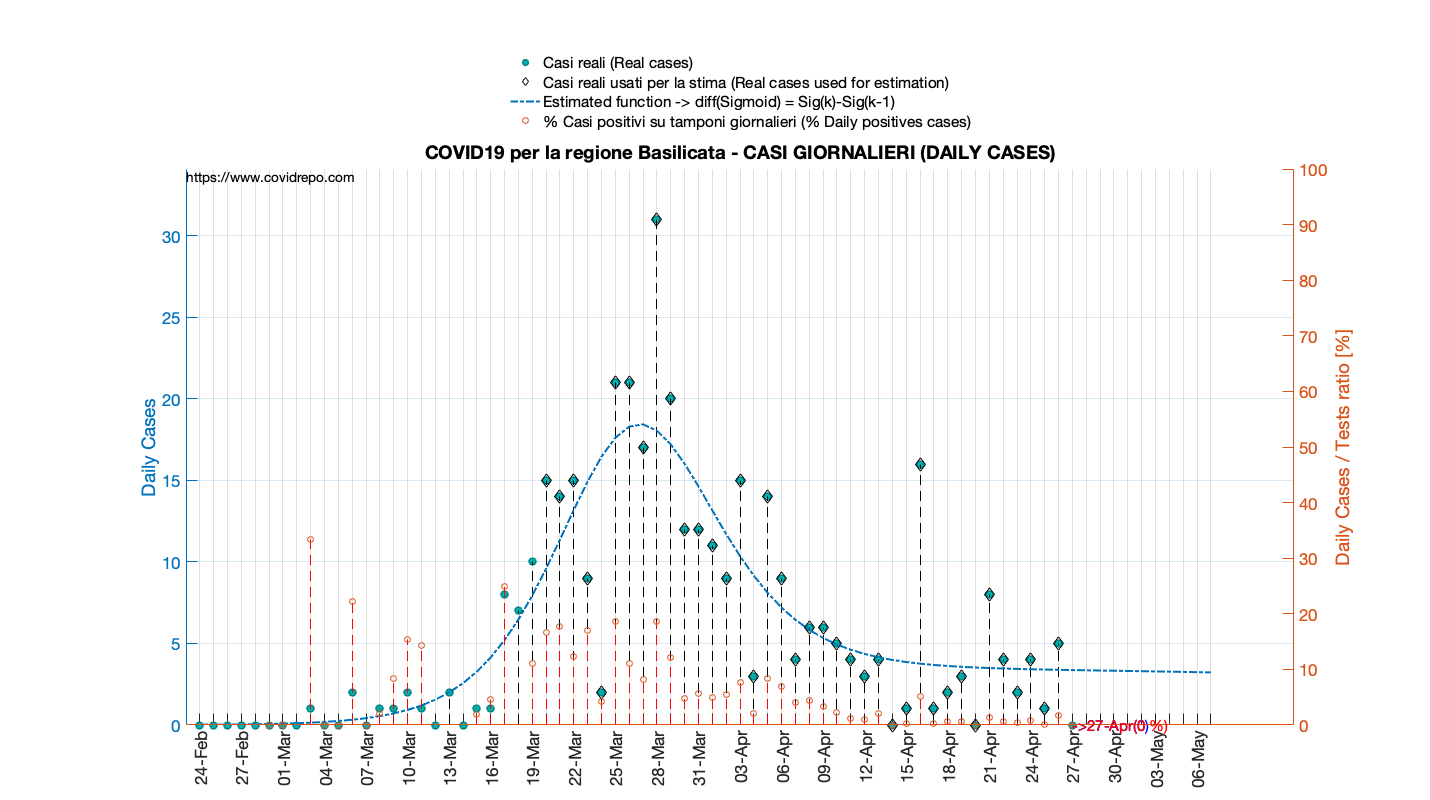 Casi reali (Real cases)
Casi reali usati per la stima (Real cases used for estimation)
Estimated function -> diff(Sigmoid) = Sig(k)-Sig(k-1)
% Casi positivi su tamponi giornalieri (% Daily positives cases)
COVID19 per la regione Basilicata - CASI GIORNALIERI (DAILY CASES)
https://www.covidrepo.com
Daily Cases
0
5
10
15
20
25
30
Daily Cases / Tests ratio [%]
0
10
20
30
40
50
60
70
80
90
100
24-Feb
27-Feb
01-Mar
04-Mar
07-Mar
10-Mar
13-Mar
16-Mar
19-Mar
22-Mar
25-Mar
28-Mar
31-Mar
03-Apr
06-Apr
09-Apr
12-Apr
15-Apr
18-Apr
21-Apr
24-Apr
27-Apr
30-Apr
03-May
06-May